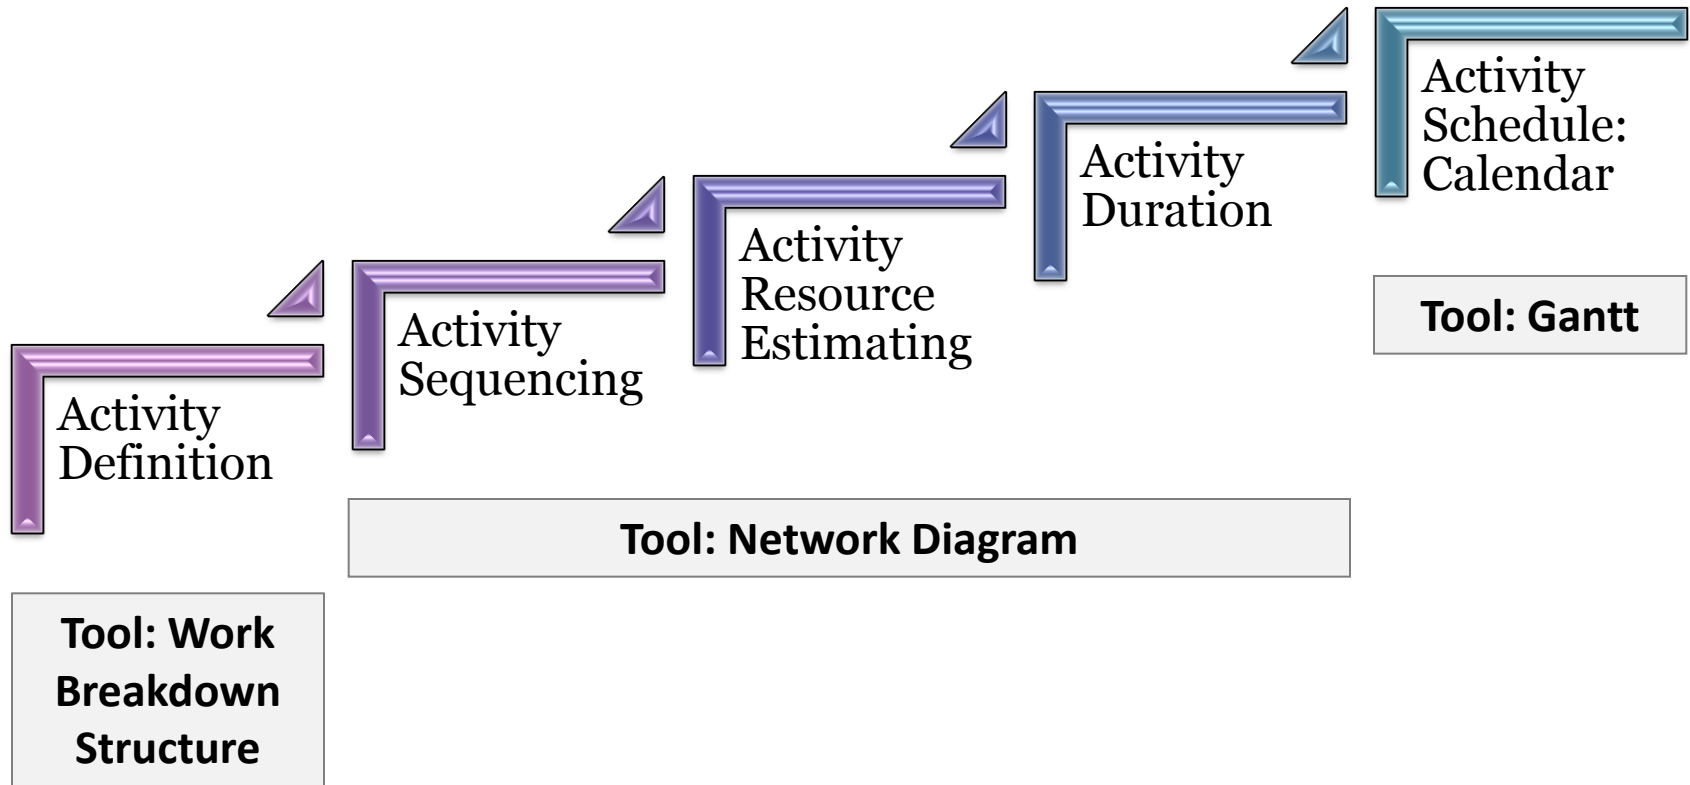 Activity
Definition
Activity
Sequencing
Activity
Resource
Estimating
Activity
Duration
Activity
Schedule:
Calendar
Tool: Work
Breakdown
Structure
Tool: Network Diagram
Tool: Gantt